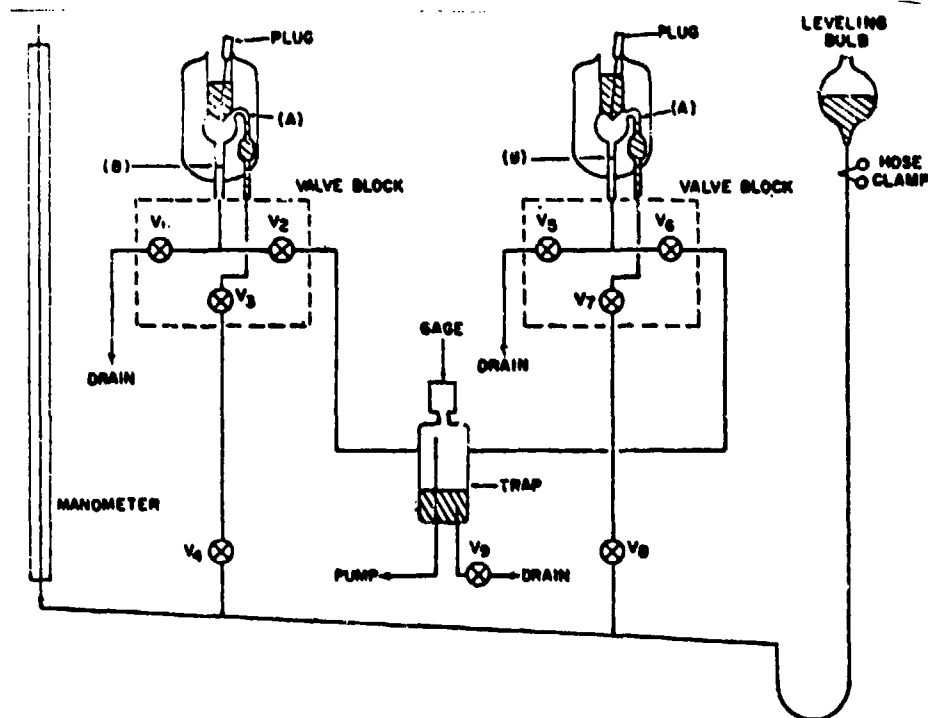 PLUG
PLUG
LEVELING
BULB
(A)
(A)
(B)
HOSE
CLAMP
VALVE BLOCK
VALVE BLOCK
V1
V2
V5
V6
V3
V7
GAGE
DRAIN
DRAIN
TRAP
MANOMETER
V4
V9
V8
PUMP
DRAIN